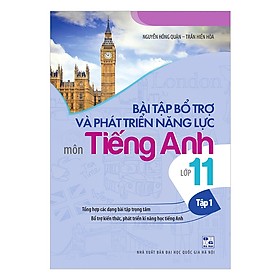 NGUYỄN HỒNG QUÂN – TRẦN HIỀN HÒA
London
BÀI TẬP BỔ TRỢ
VÀ PHÁT TRIỂN NĂNG LỰC
môn Tiếng Anh
LỚP 11
Tập 1
Tổng hợp các dạng bài tập trọng tâm
Bổ trợ kiến thức, phát triển kĩ năng học tiếng Anh
NHÀ XUẤT BẢN ĐẠI HỌC QUỐC GIA HÀ NỘI